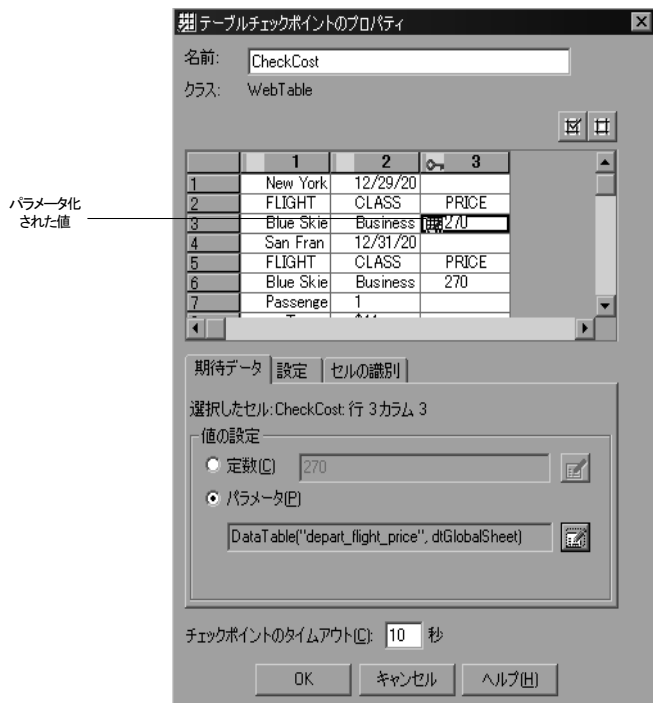 テーブルチェックポイントのプロパティ
名前: CheckCost
クラス: WebTable
1 2 3
1 New York 12/29/20
2 FLIGHT CLASS PRICE
3 Blue Skie Business 270
4 San Fran 12/31/20
5 FLIGHT CLASS PRICE
6 Blue Skie Business 270
7 Passenge 1
パラメータ化
された値
期待データ 設定 セルの識別
選択したセル:CheckCost: 行 3 カラム 3
値の設定
定数(C) 270
パラメータ(P)
DataTable("depart_flight_price", dtGlobalSheet)
チェックポイントのタイムアウト(C): 10 秒
OK キャンセル ヘルプ(H)